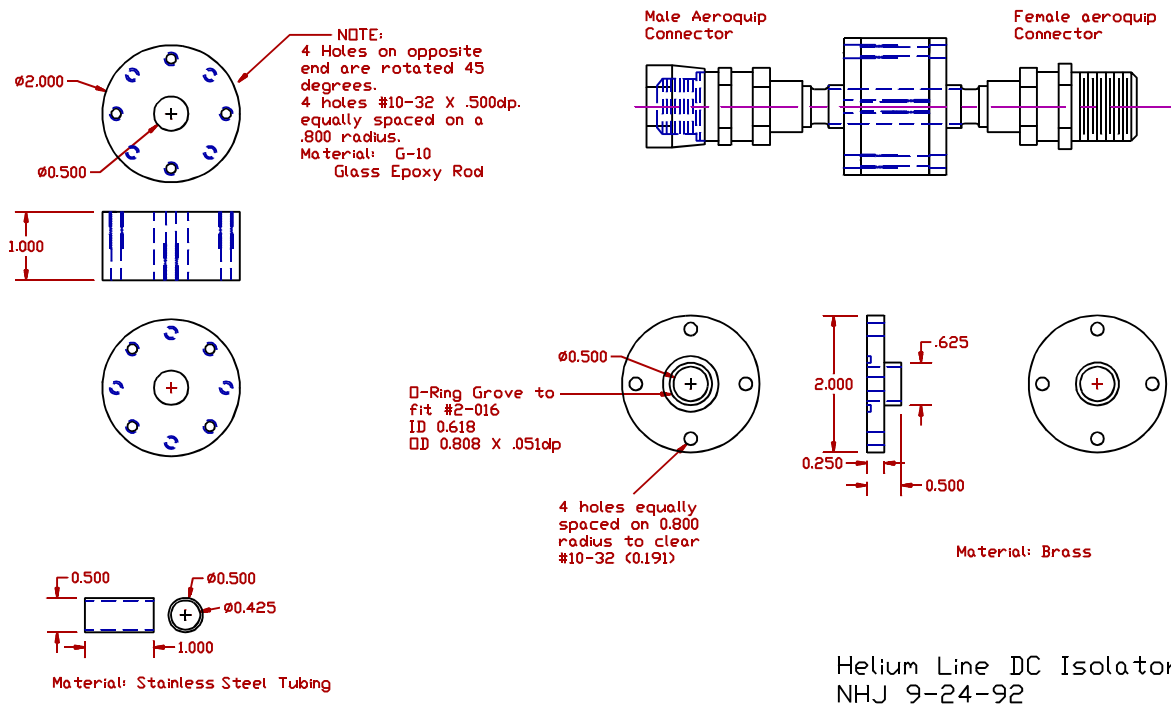 NOTE:
4 Holes on opposite
end are rotated 45
degrees.
4 holes #10-32 X .500dp.
equally spaced on a
.800 radius.
Material: G-10
Glass Epoxy Rod
Ø2.000
Ø0.500
1.000
Male Aeroquip
Connector
Female aeroquip
Connector
Ø0.500
O-Ring Grove to
fit #2-016
ID 0.618
OD 0.808 X .051dp
4 holes equally
spaced on 0.800
radius to clear
#10-32 (0.191)
2.000
.625
0.250
0.500
Material: Brass
0.500
Ø0.500
Ø0.425
1.000
Material: Stainless Steel Tubing
Helium Line DC Isolator
NHJ 9-24-92